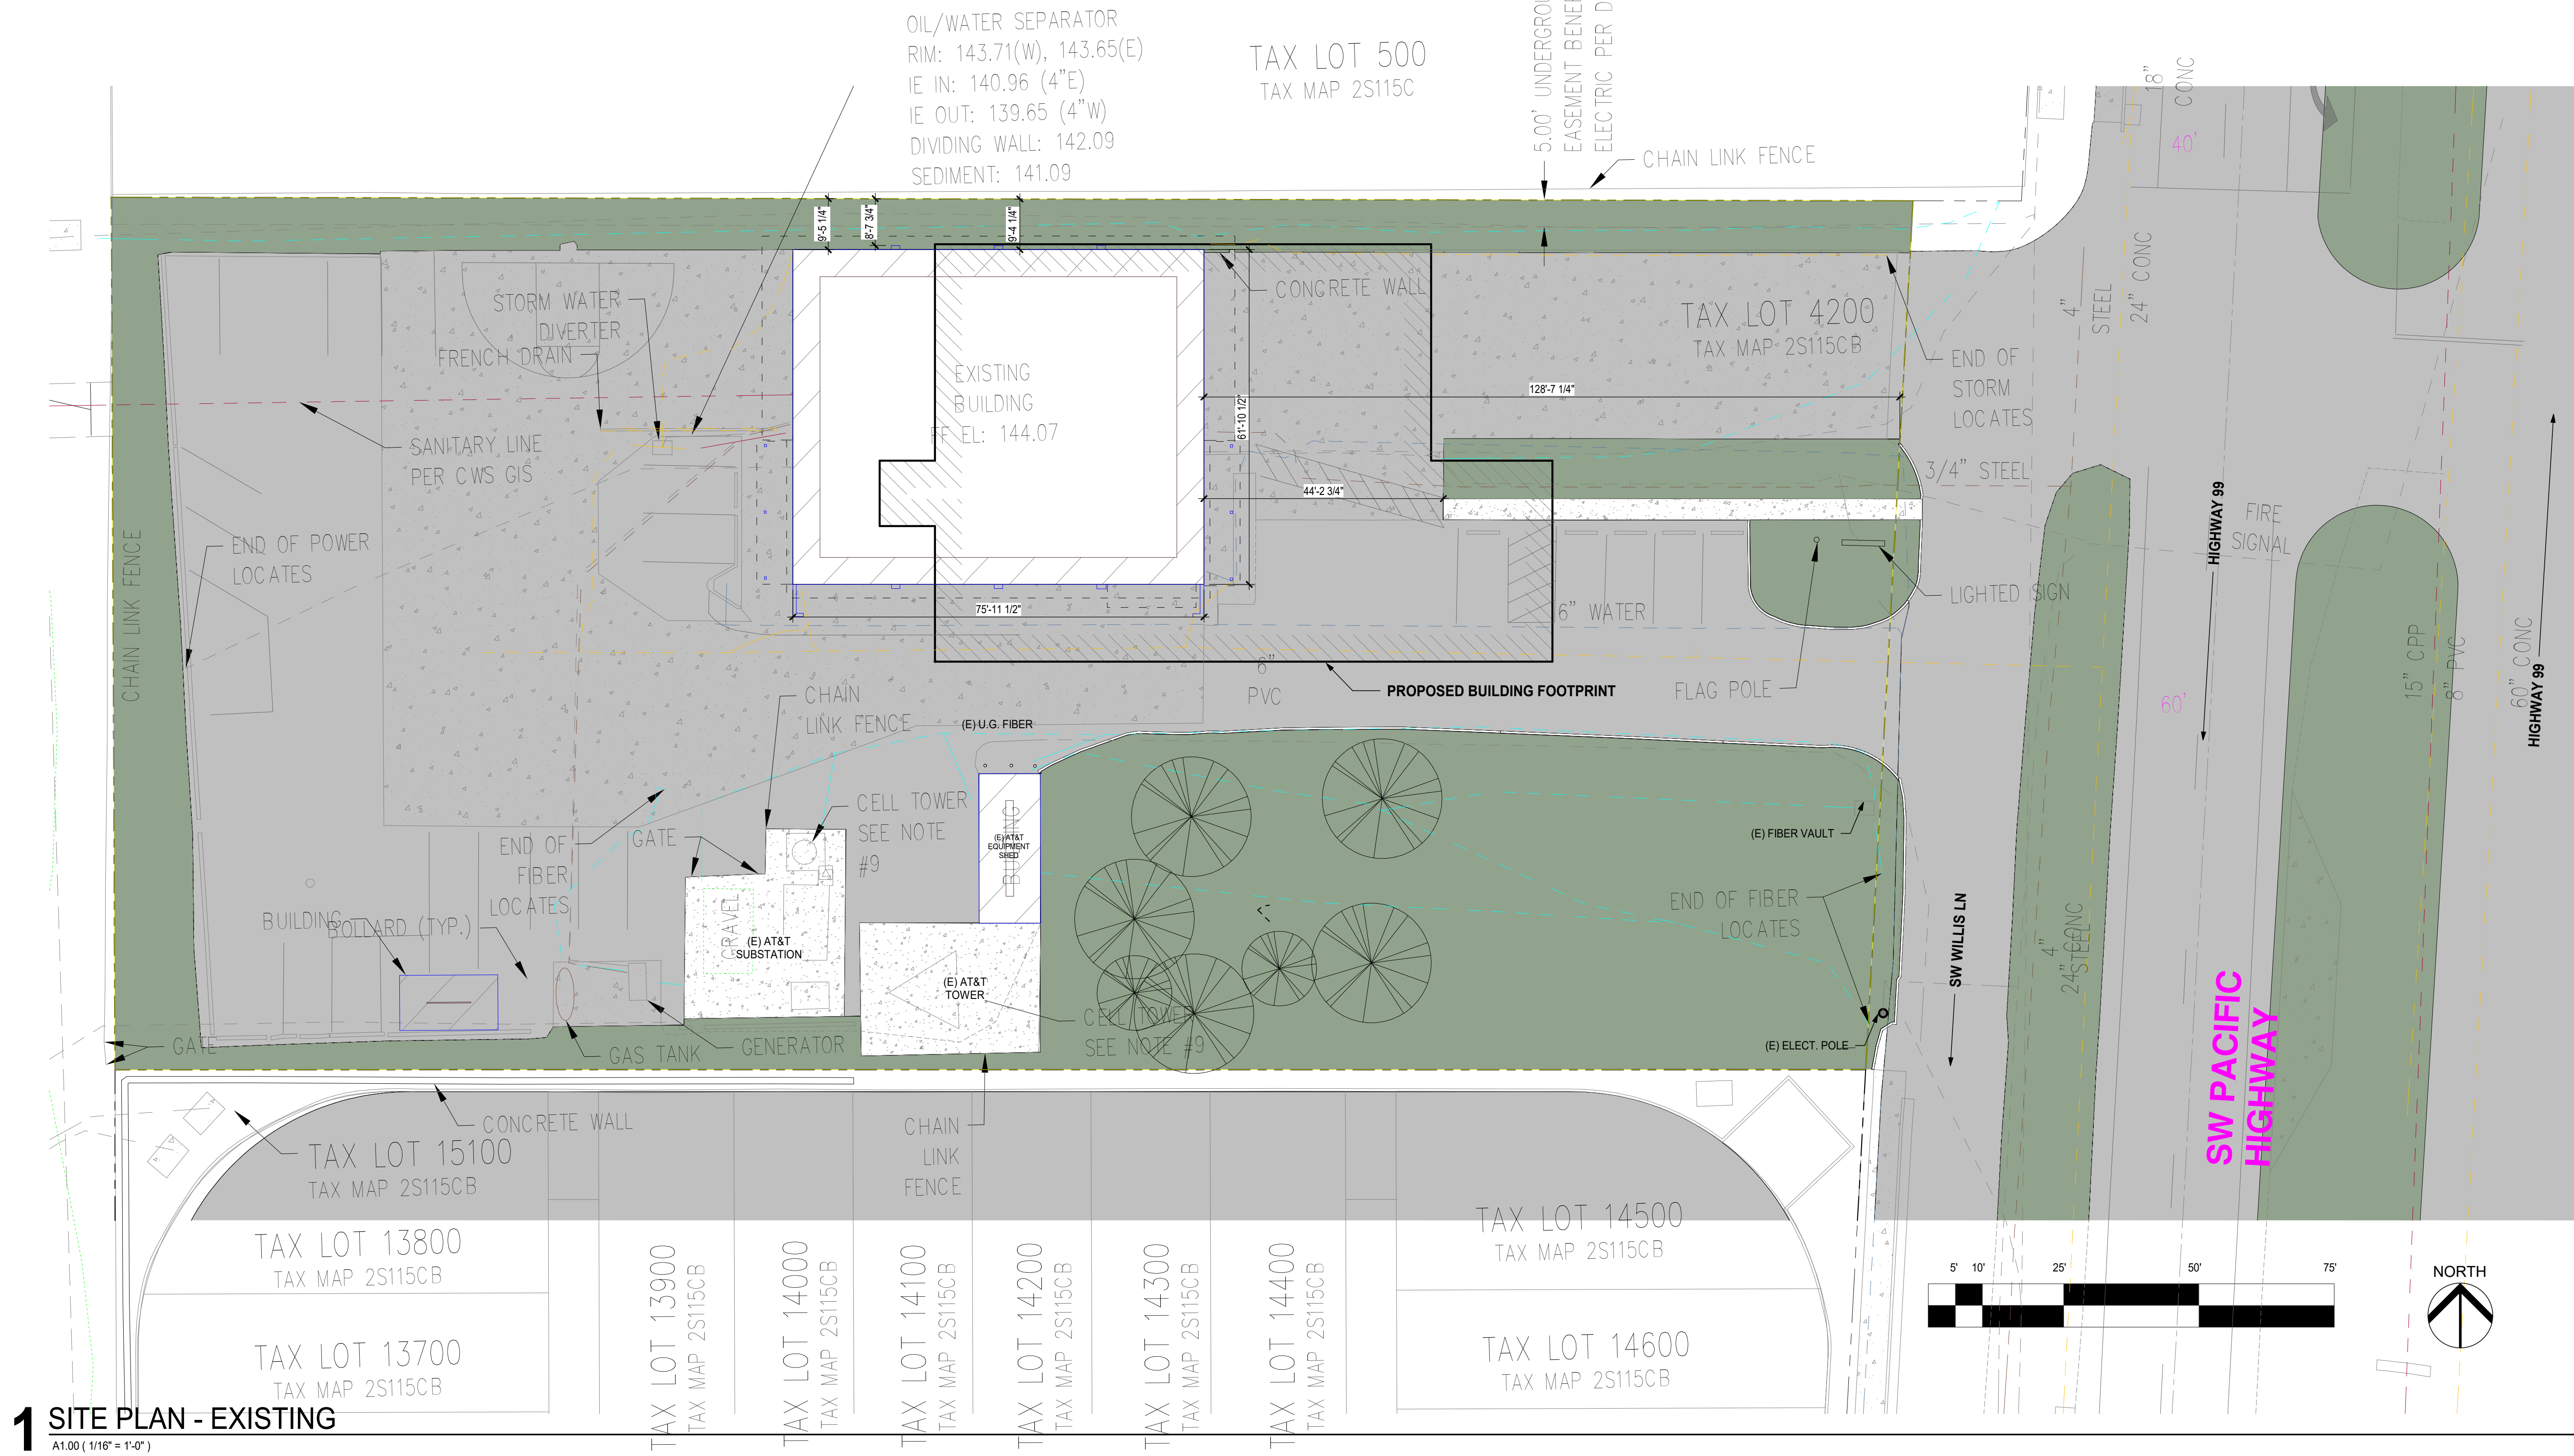 OIL/WATER SEPARATOR
RIM: 143.71(W), 143.65(E)
IE IN: 140.96 (4"E)
IE OUT: 139.65 (4"W)
DIVIDING WALL: 142.09
SEDIMENT: 141.09
TAX LOT 500
TAX MAP 2S115C
5.00' 
EASEMENT
ELECTRIC PER
CHAIN LINK FENCE
18"
CONC
40'
9'-5 1/4"
8'-7 3/4"
9'-4 1/4"
STORM WATER
DIVERTER
FRENCH DRAIN
CONCRETE WALL
TAX LOT 4200
TAX MAP 2S115CB
4"
STEEL
24" CONC
END OF
STORM
LOCATES
EXISTING
BUILDING
FF EL: 144.07
128'-7 1/4"
61'-10 1/2"
SANITARY LINE
PER CWS GIS
3/4" STEEL
44'-2 3/4"
FIRE
SIGNAL
HIGHWAY 99
END OF POWER
LOCATES
CHAIN LINK FENCE
LIGHTED SIGN
75'-11 1/2"
6" WATER
6"
PVC
PROPOSED BUILDING FOOTPRINT
FLAG POLE
60'
15" CPP
8" PVC
60" CONC
HIGHWAY 99
CHAIN
LINK FENCE
(E) U.G. FIBER
CELL TOWER
SEE NOTE
#9
GATE
END OF
FIBER
LOCATES
BUILDING
(E) AT&T
EQUIPMENT
SHED
(E) FIBER VAULT
END OF FIBER
LOCATES
BUILDING
BOLLARD (TYP.)
GRAVEL
(E) AT&T
SUBSTATION
(E) AT&T
TOWER
CELL TOWER
SEE NOTE #9
SW WILLIS LN
4"
STEEL
24" CONC
SW PACIFIC
HIGHWAY
(E) ELECT. POLE
GATE
GAS TANK
GENERATOR
CONCRETE WALL
CHAIN
LINK
FENCE
TAX LOT 15100
TAX MAP 2S115CB
TAX LOT 13800
TAX MAP 2S115CB
TAX LOT 13700
TAX MAP 2S115CB
TAX LOT 13900
TAX MAP 2S115CB
TAX LOT 14000
TAX MAP 2S115CB
TAX LOT 14100
TAX MAP 2S115CB
TAX LOT 14200
TAX MAP 2S115CB
TAX LOT 14300
TAX MAP 2S115CB
TAX LOT 14400
TAX MAP 2S115CB
TAX LOT 14500
TAX MAP 2S115CB
TAX LOT 14600
TAX MAP 2S115CB
5' 10' 25' 50' 75'
NORTH
1 SITE PLAN - EXISTING
A1.00 ( 1/16" = 1'-0" )